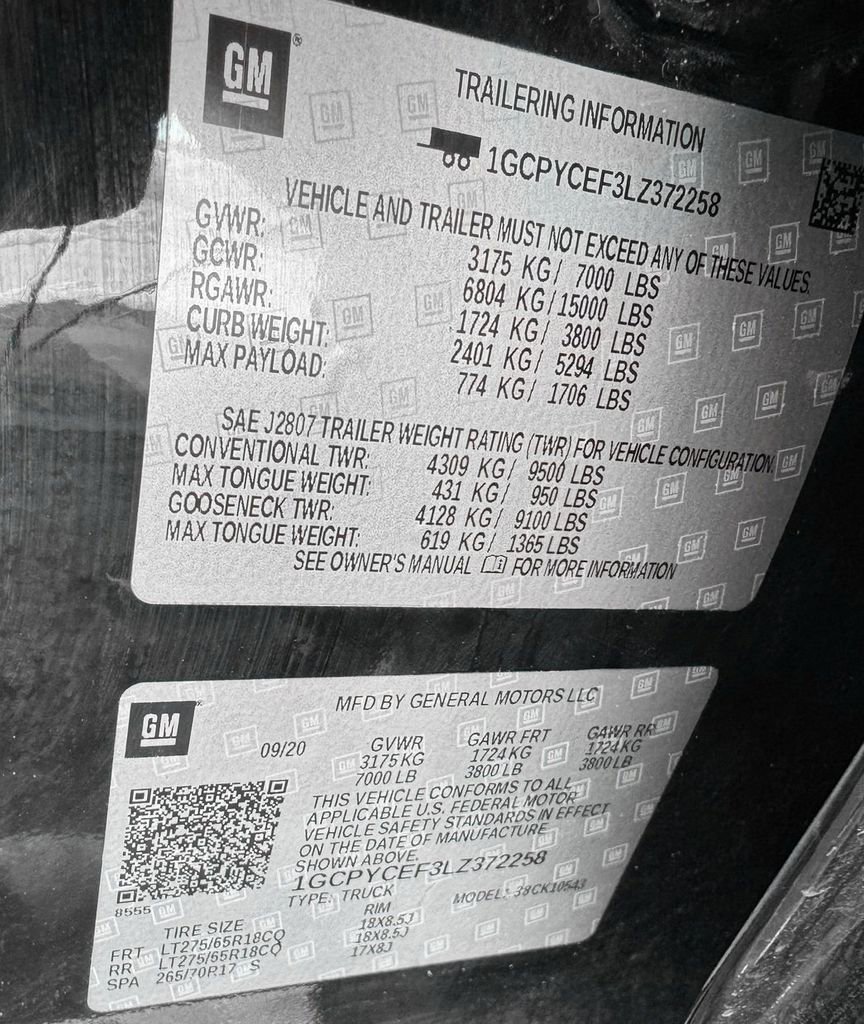 GM
TRAILERING INFORMATION
1GCPYCEF3LZ372258
VEHICLE AND TRAILER MUST NOT EXCEED ANY OF THESE VALUES.
GVWR: 3175 KG/ 7000 LBS
GCWR: 6804 KG/15000 LBS
RGAWR: 1724 KG/ 3800 LBS
CURB WEIGHT: 2401 KG/ 5294 LBS
MAX PAYLOAD: 774 KG/ 1706 LBS
SAE J2807 TRAILER WEIGHT RATING (TWR) FOR VEHICLE CONFIGURATION.
CONVENTIONAL TWR: 4309 KG/ 9500 LBS
MAX TONGUE WEIGHT: 431 KG/ 950 LBS
GOOSENECK TWR: 4128 KG/ 9100 LBS
MAX TONGUE WEIGHT: 619 KG/ 1365 LBS
SEE OWNER'S MANUAL FOR MORE INFORMATION
GM
MFD BY GENERAL MOTORS LLC
09/20 GVWR GAWR FRT GAWR RR
3175 KG 1724 KG 1724 KG
7000 LB 3800 LB 3800 LB
THIS VEHICLE CONFORMS TO ALL
APPLICABLE U.S. FEDERAL MOTOR
VEHICLE SAFETY STANDARDS IN EFFECT
ON THE DATE OF MANUFACTURE
SHOWN ABOVE.
1GCPYCEF3LZ372258
8555 TYPE: TRUCK MODEL: 38CK10543
TIRE SIZE RIM
FRT LT275/65R18CQ 18X8.5J
RR LT275/65R18CQ 18X8.5J
SPA 265/70R17 S 17X8J